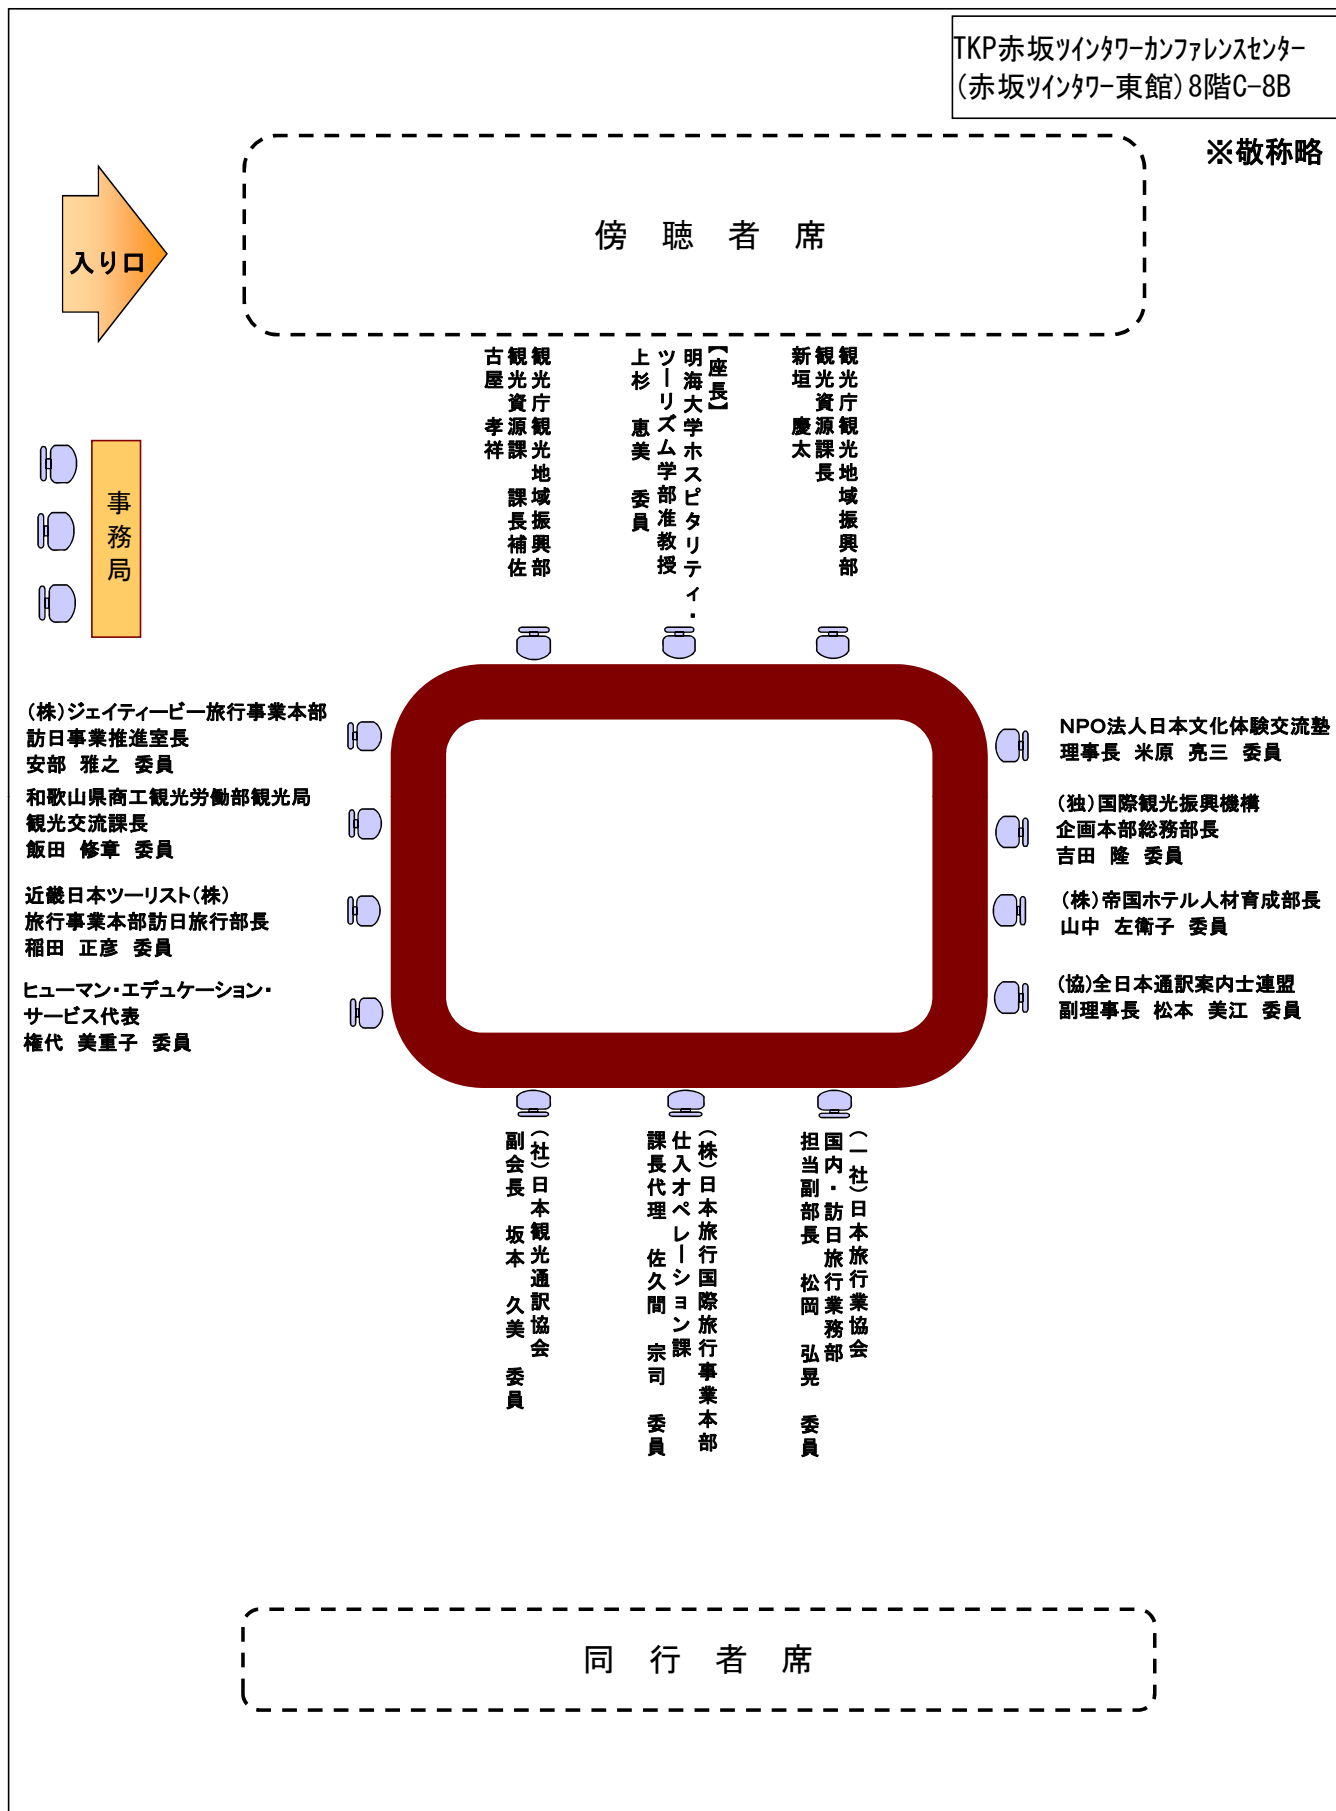 TKP赤坂ツインタワーカンファレンスセンター
(赤坂ツインタワー東館)8階C-8B
※敬称略
傍聴者席
入り口
観光庁観光地域振興部
観光資源課長
新垣 慶太
【座長】
明海大学ホスピタリティ・
ツーリズム学部准教授
上杉 恵美 委員
観光庁観光地域振興部
観光資源課 課長補佐
古屋 孝祥
事務局
(株)ジェイティービー旅行事業本部
訪日事業推進室長
安部 雅之 委員
和歌山県商工観光労働部観光局
観光交流課長
飯田 修章 委員
近畿日本ツーリスト(株)
旅行事業本部訪日旅行部長
稲田 正彦 委員
ヒューマン・エデュケーション・
サービス代表
権代 美重子 委員
NPO法人日本文化体験交流塾
理事長 米原 亮三 委員
(独)国際観光振興機構
企画本部総務部長
吉田 隆 委員
(株)帝国ホテル人材育成部長
山中 左衛子 委員
(協)全日本通訳案内士連盟
副理事長 松本 美江 委員
(一社)日本旅行業協会
国内・訪日旅行業務部
担当副部長 松岡 弘晃 委員
(株)日本旅行国際旅行事業本部
仕入オペレーション課
課長代理 佐久間 宗司 委員
(社)日本観光通訳協会
副会長 坂本 久美 委員
同行者席